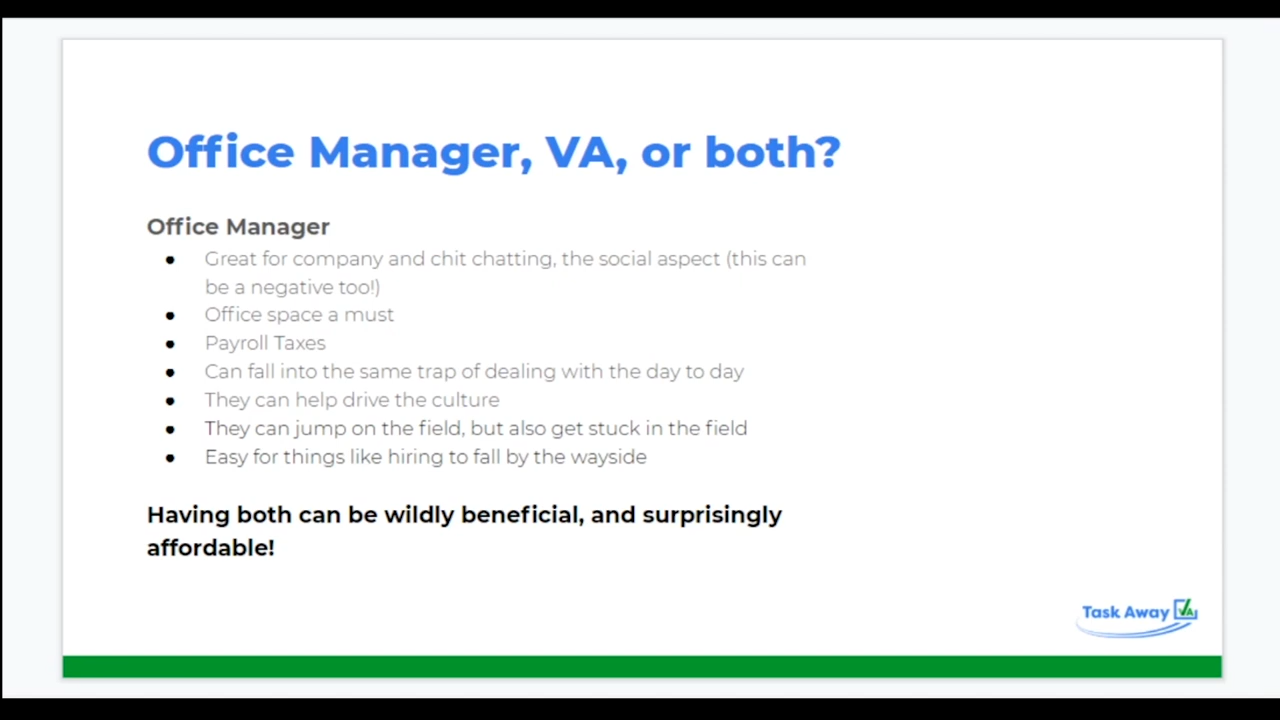 Office Manager, VA, or both?
Office Manager
● Great for company and chit chatting, the social aspect (this can
be a negative too!)
● Office space a must
● Payroll Taxes
● Can fall into the same trap of dealing with the day to day
● They can help drive the culture
● They can jump on the field, but also get stuck in the field
● Easy for things like hiring to fall by the wayside
Having both can be wildly beneficial, and surprisingly
affordable!
Task Away VA